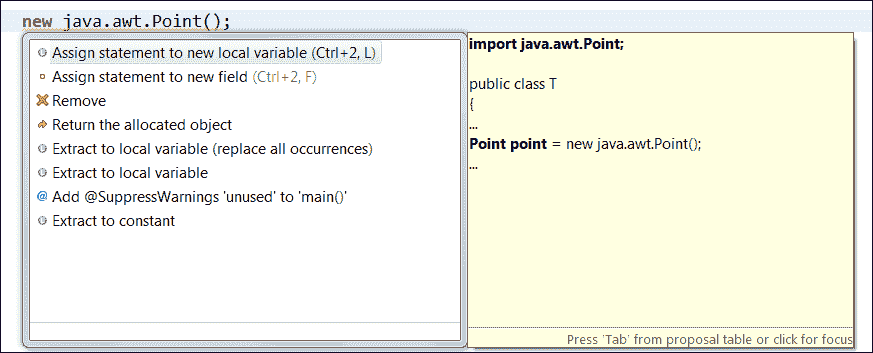 new java.awt.Point();
Assign statement to new local variable (Ctrl+2, L)
Assign statement to new field (Ctrl+2, F)
Remove
Return the allocated object
Extract to local variable (replace all occurrences)
Extract to local variable
@ Add @SuppressWarnings 'unused' to 'main()'
Extract to constant
import java.awt.Point;
public class T
{
...
Point point = new java.awt.Point();
...
Press 'Tab' from proposal table or click for focus